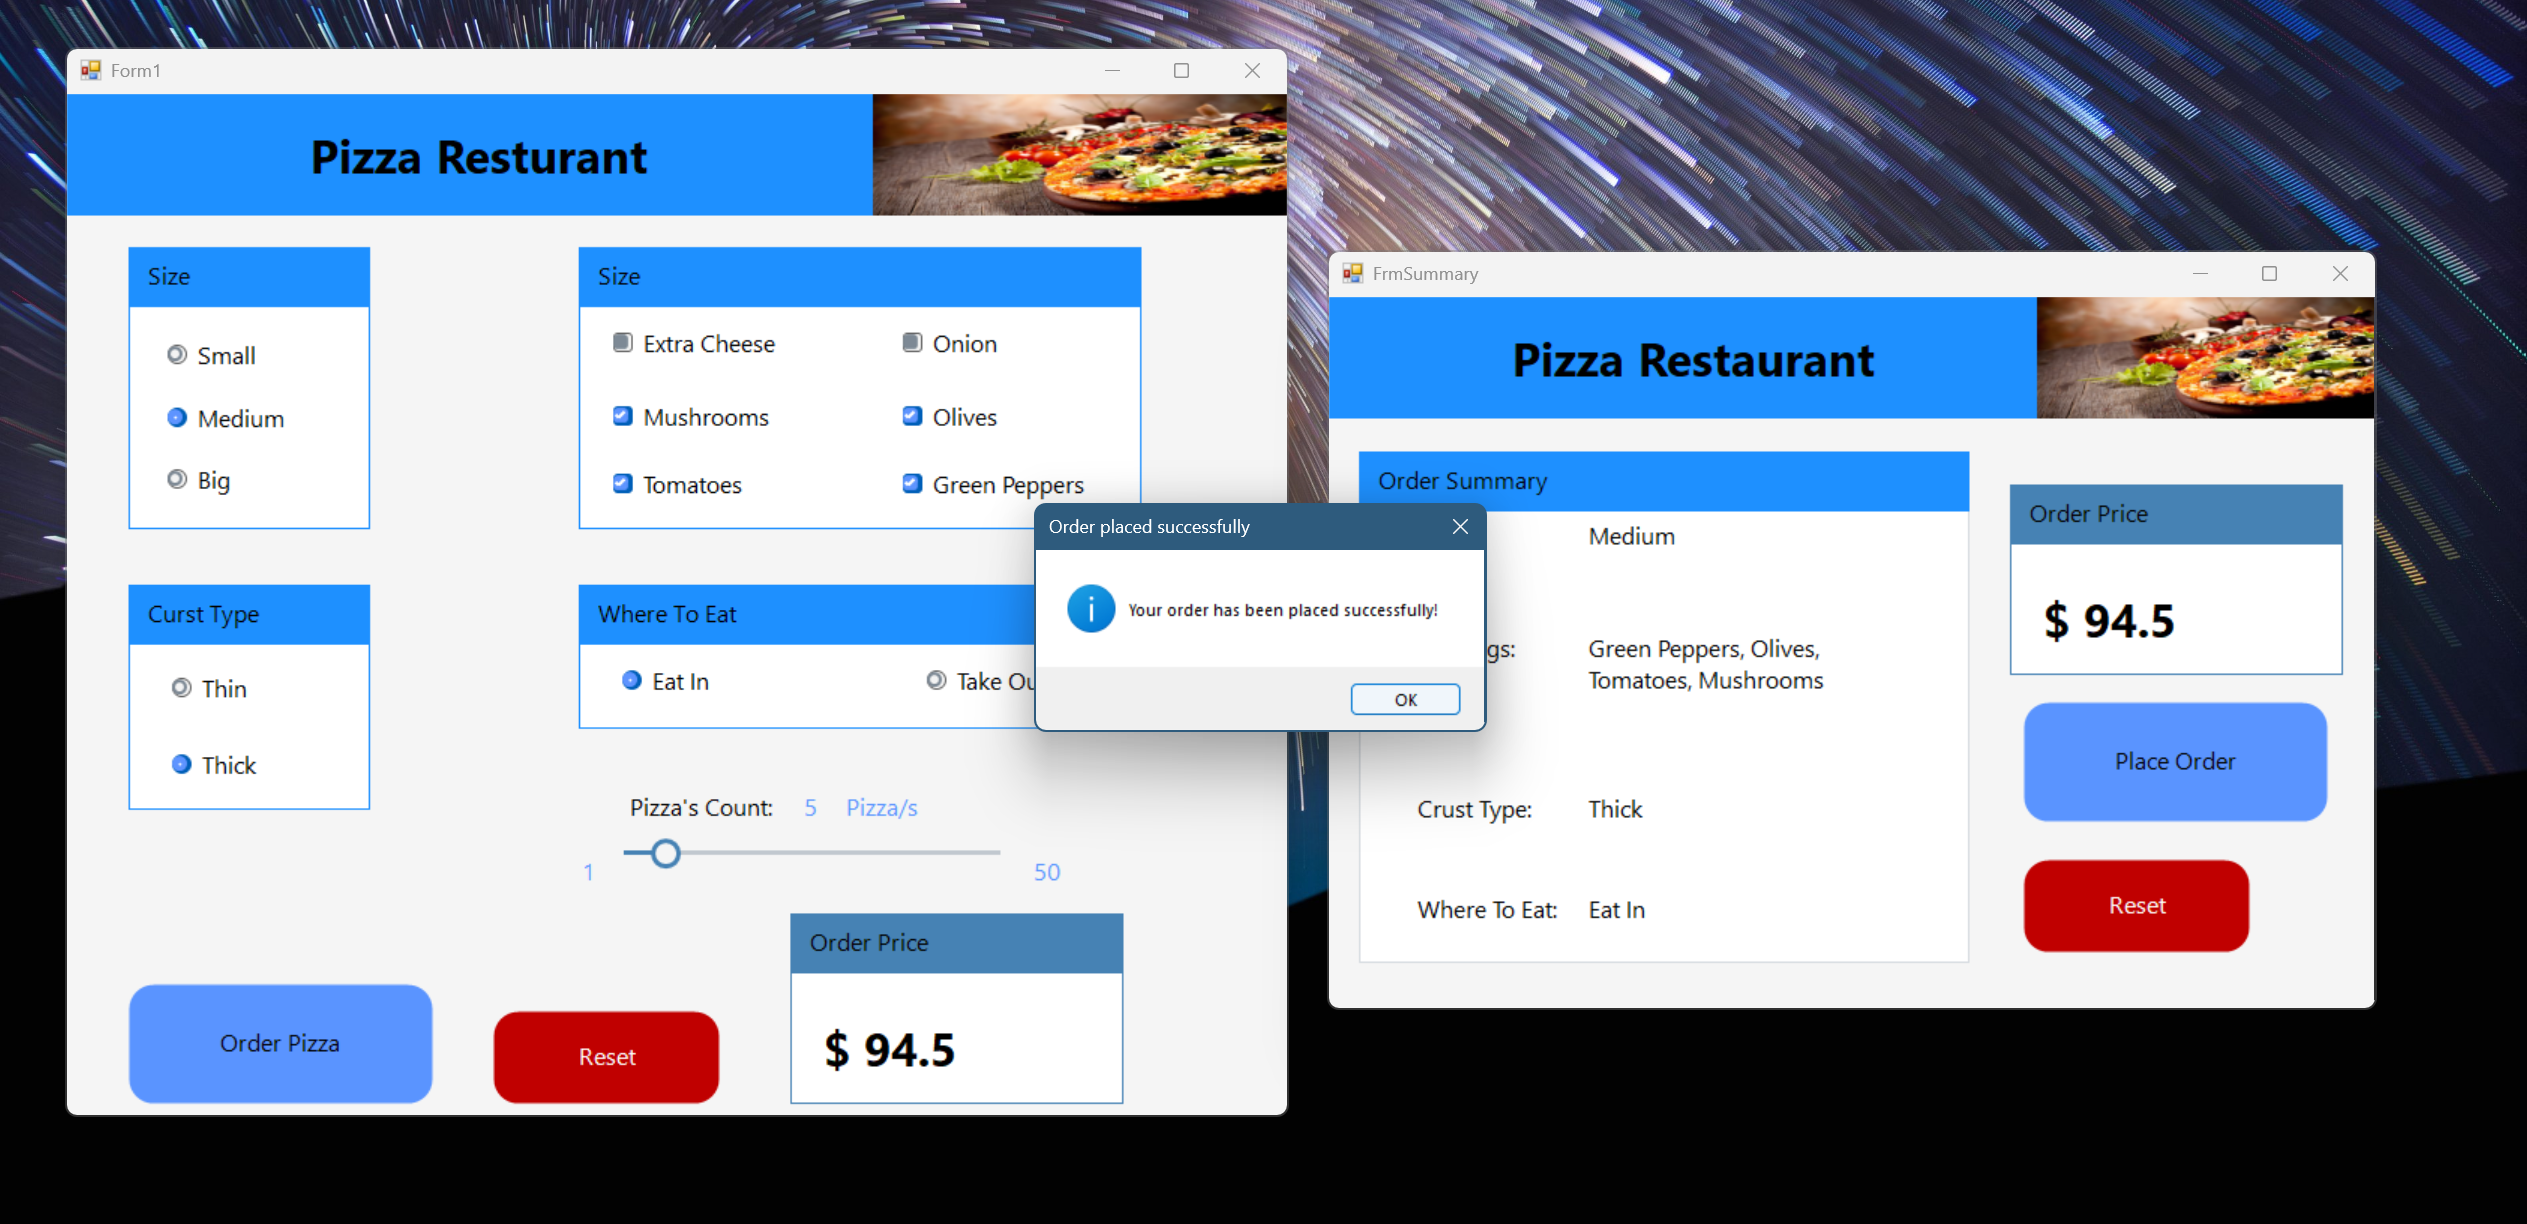 Form1
Pizza Resturant
Size
Small
Medium
Big
Size
Extra Cheese
Onion
Mushrooms
Olives
Tomatoes
Green Peppers
Curst Type
Thin
Thick
Where To Eat
Eat In
Take
Pizza's Count: 5 Pizza/s
1
50
Order Price
$ 94.5
Order Pizza
Reset
Order placed successfully
Your order has been placed successfully!
OK
FrmSummary
Pizza Restaurant
Order Summary
Medium
Green Peppers, Olives,
Tomatoes, Mushrooms
Crust Type: Thick
Where To Eat: Eat In
Order Price
$ 94.5
Place Order
Reset